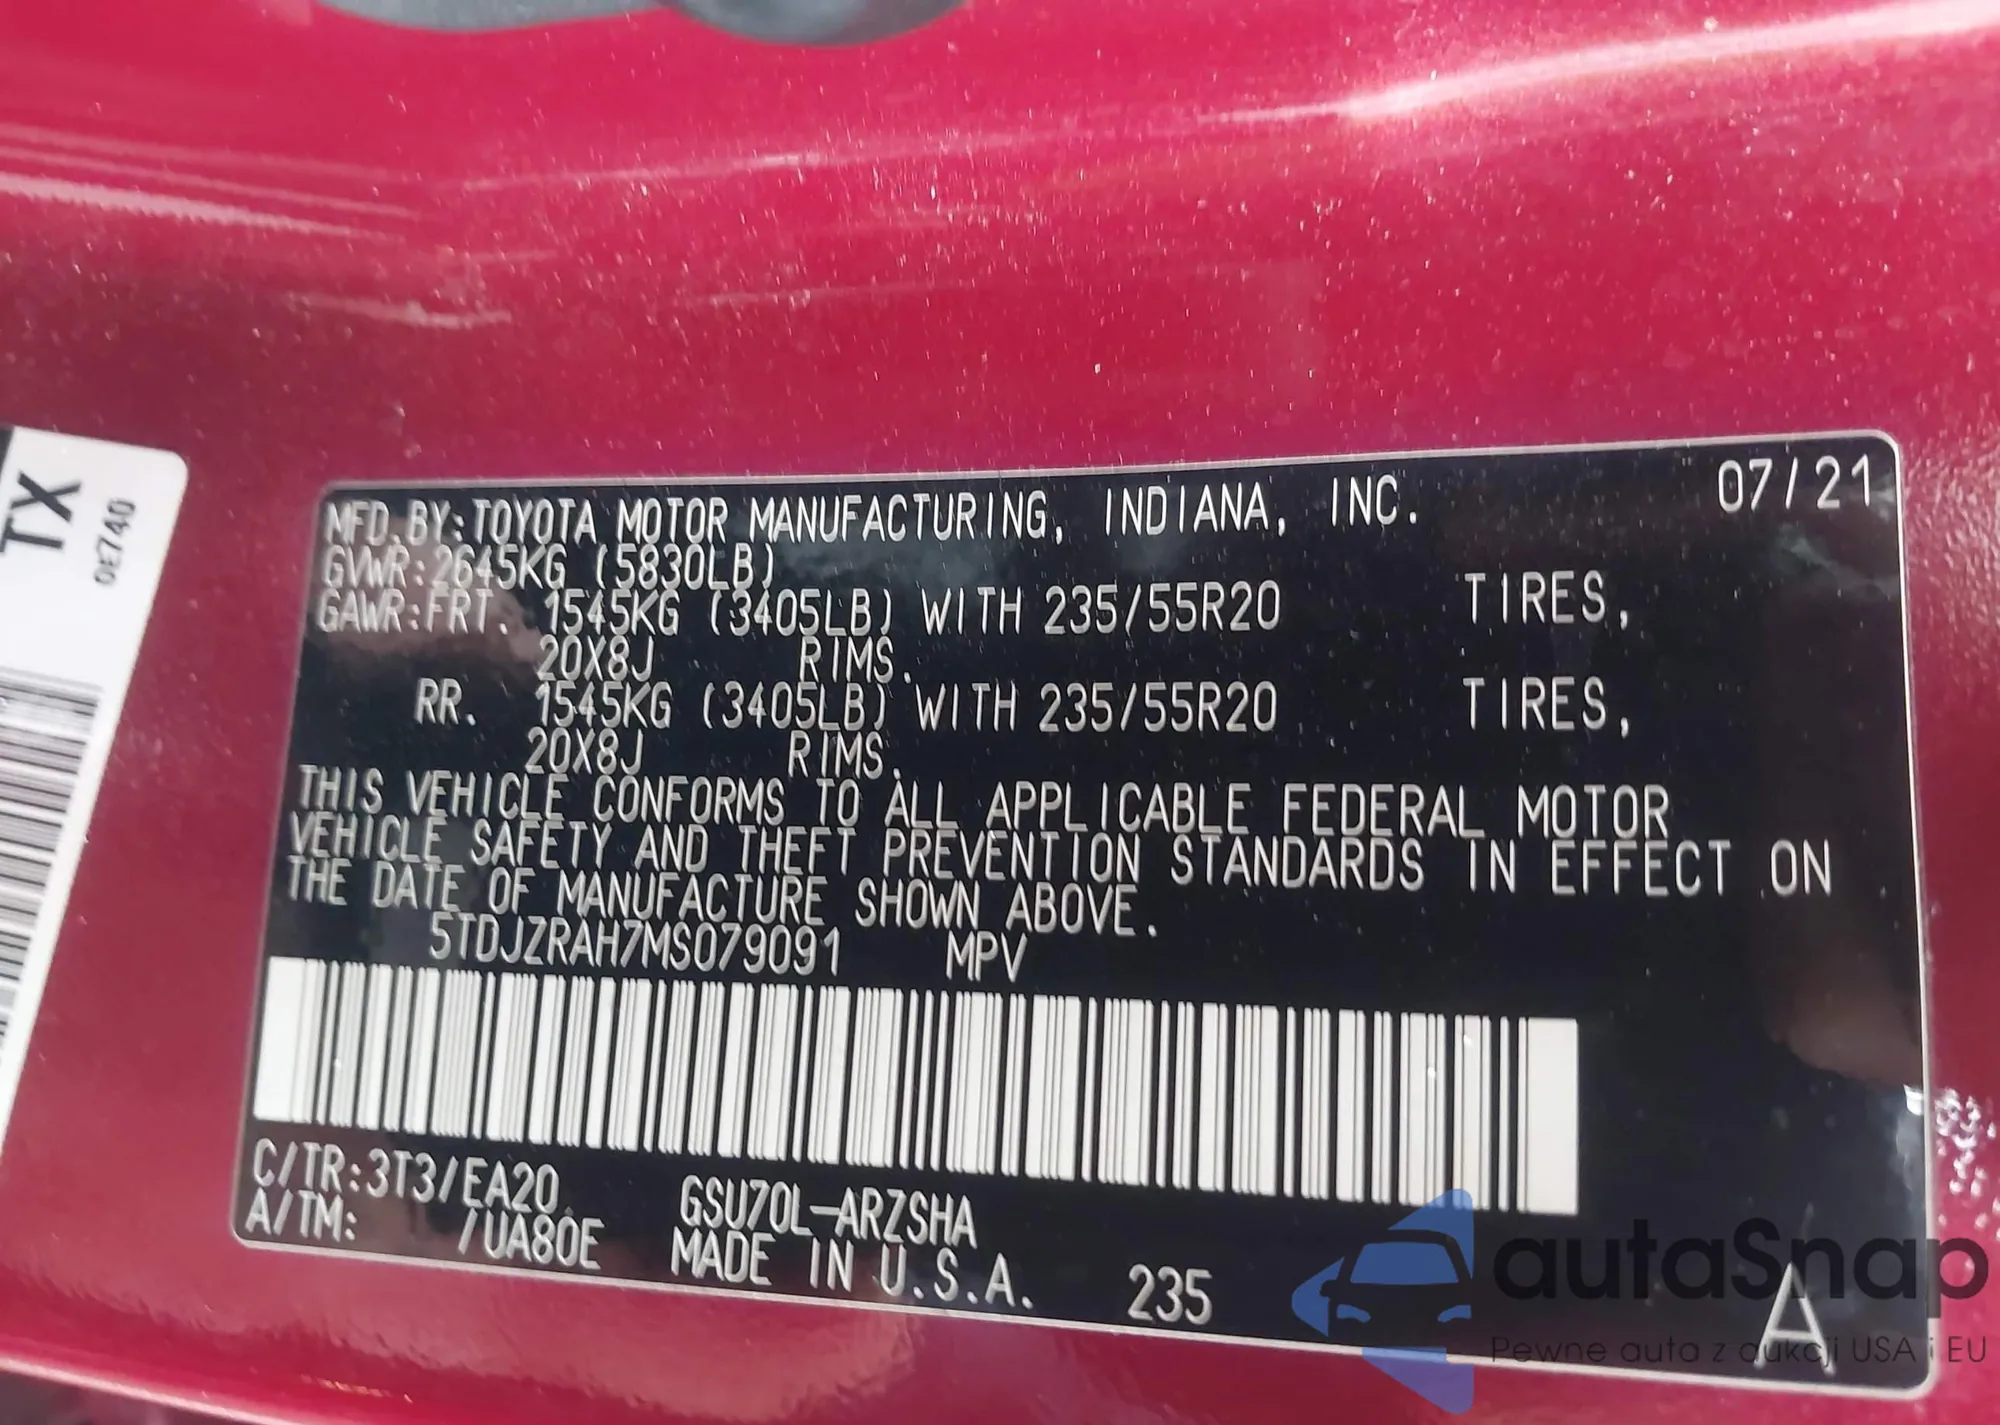 TX
0E740
MFD.BY:TOYOTA MOTOR MANUFACTURING, INDIANA, INC. 07/21
GVWR:2645KG (5830LB)
GAWR:FRT. 1545KG (3405LB) WITH 235/55R20 TIRES,
20X8J RIMS.
RR. 1545KG (3405LB) WITH 235/55R20 TIRES,
20X8J RIMS.
THIS VEHICLE CONFORMS TO ALL APPLICABLE FEDERAL MOTOR
VEHICLE SAFETY AND THEFT PREVENTION STANDARDS IN EFFECT ON
THE DATE OF MANUFACTURE SHOWN ABOVE.
5TDJZRAH7MS079091 MPV
C/TR:3T3/EA20 GSU70L-ARZSHA
A/TM: /UA80E MADE IN U.S.A. 235 A
autaSnap
Pewne auta z aukcji USA i EU